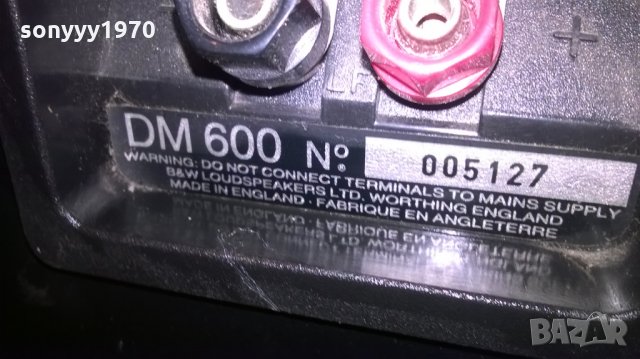 sonyyy1970
+
LF
DM 600 Nº. 005127
WARNING: DO NOT CONNECT TERMINALS TO MAINS SUPPLY
B&W LOUDSPEAKERS LTD. WORTHING ENGLAND
MADE IN ENGLAND · FABRIQUE EN ANGLETERRE
BAZAR